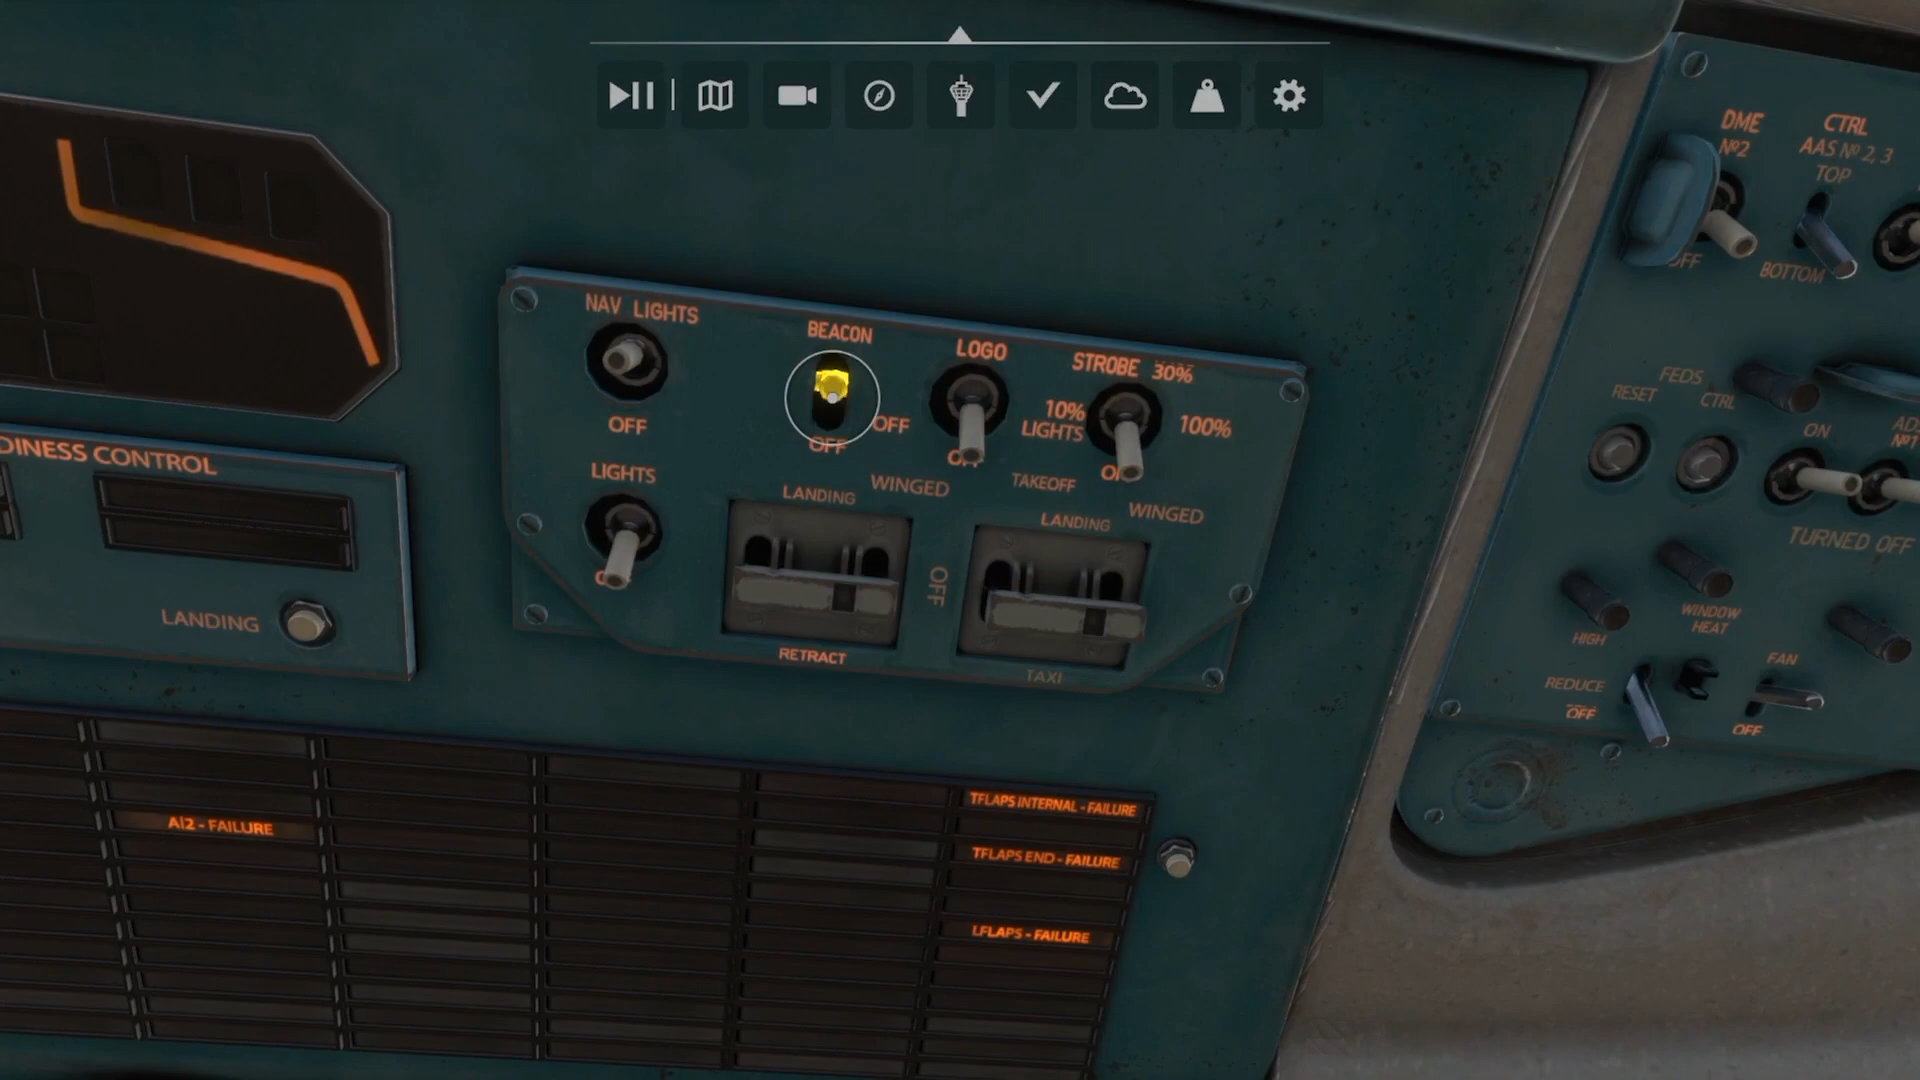 DME
№2
CTRL
AAS № 2, 3
TOP
BOTTOM
NAV LIGHTS
OFF
BEACON
OFF
OFF
LOGO
STROBE 30%
10%
LIGHTS
100%
LIGHTS
LANDING
WINGED
TAKEOFF
LANDING
WINGED
OFF
RETRACT
TAXI
DINESS CONTROL
LANDING
FEDS
RESET
CTRL
ON
№1
TURNED OFF
WINDOW
HEAT
HIGH
FAN
REDUCE
OFF
OFF
AI2 - FAILURE
TFLAPS INTERNAL - FAILURE
TFLAPS END - FAILURE
LFLAPS - FAILURE